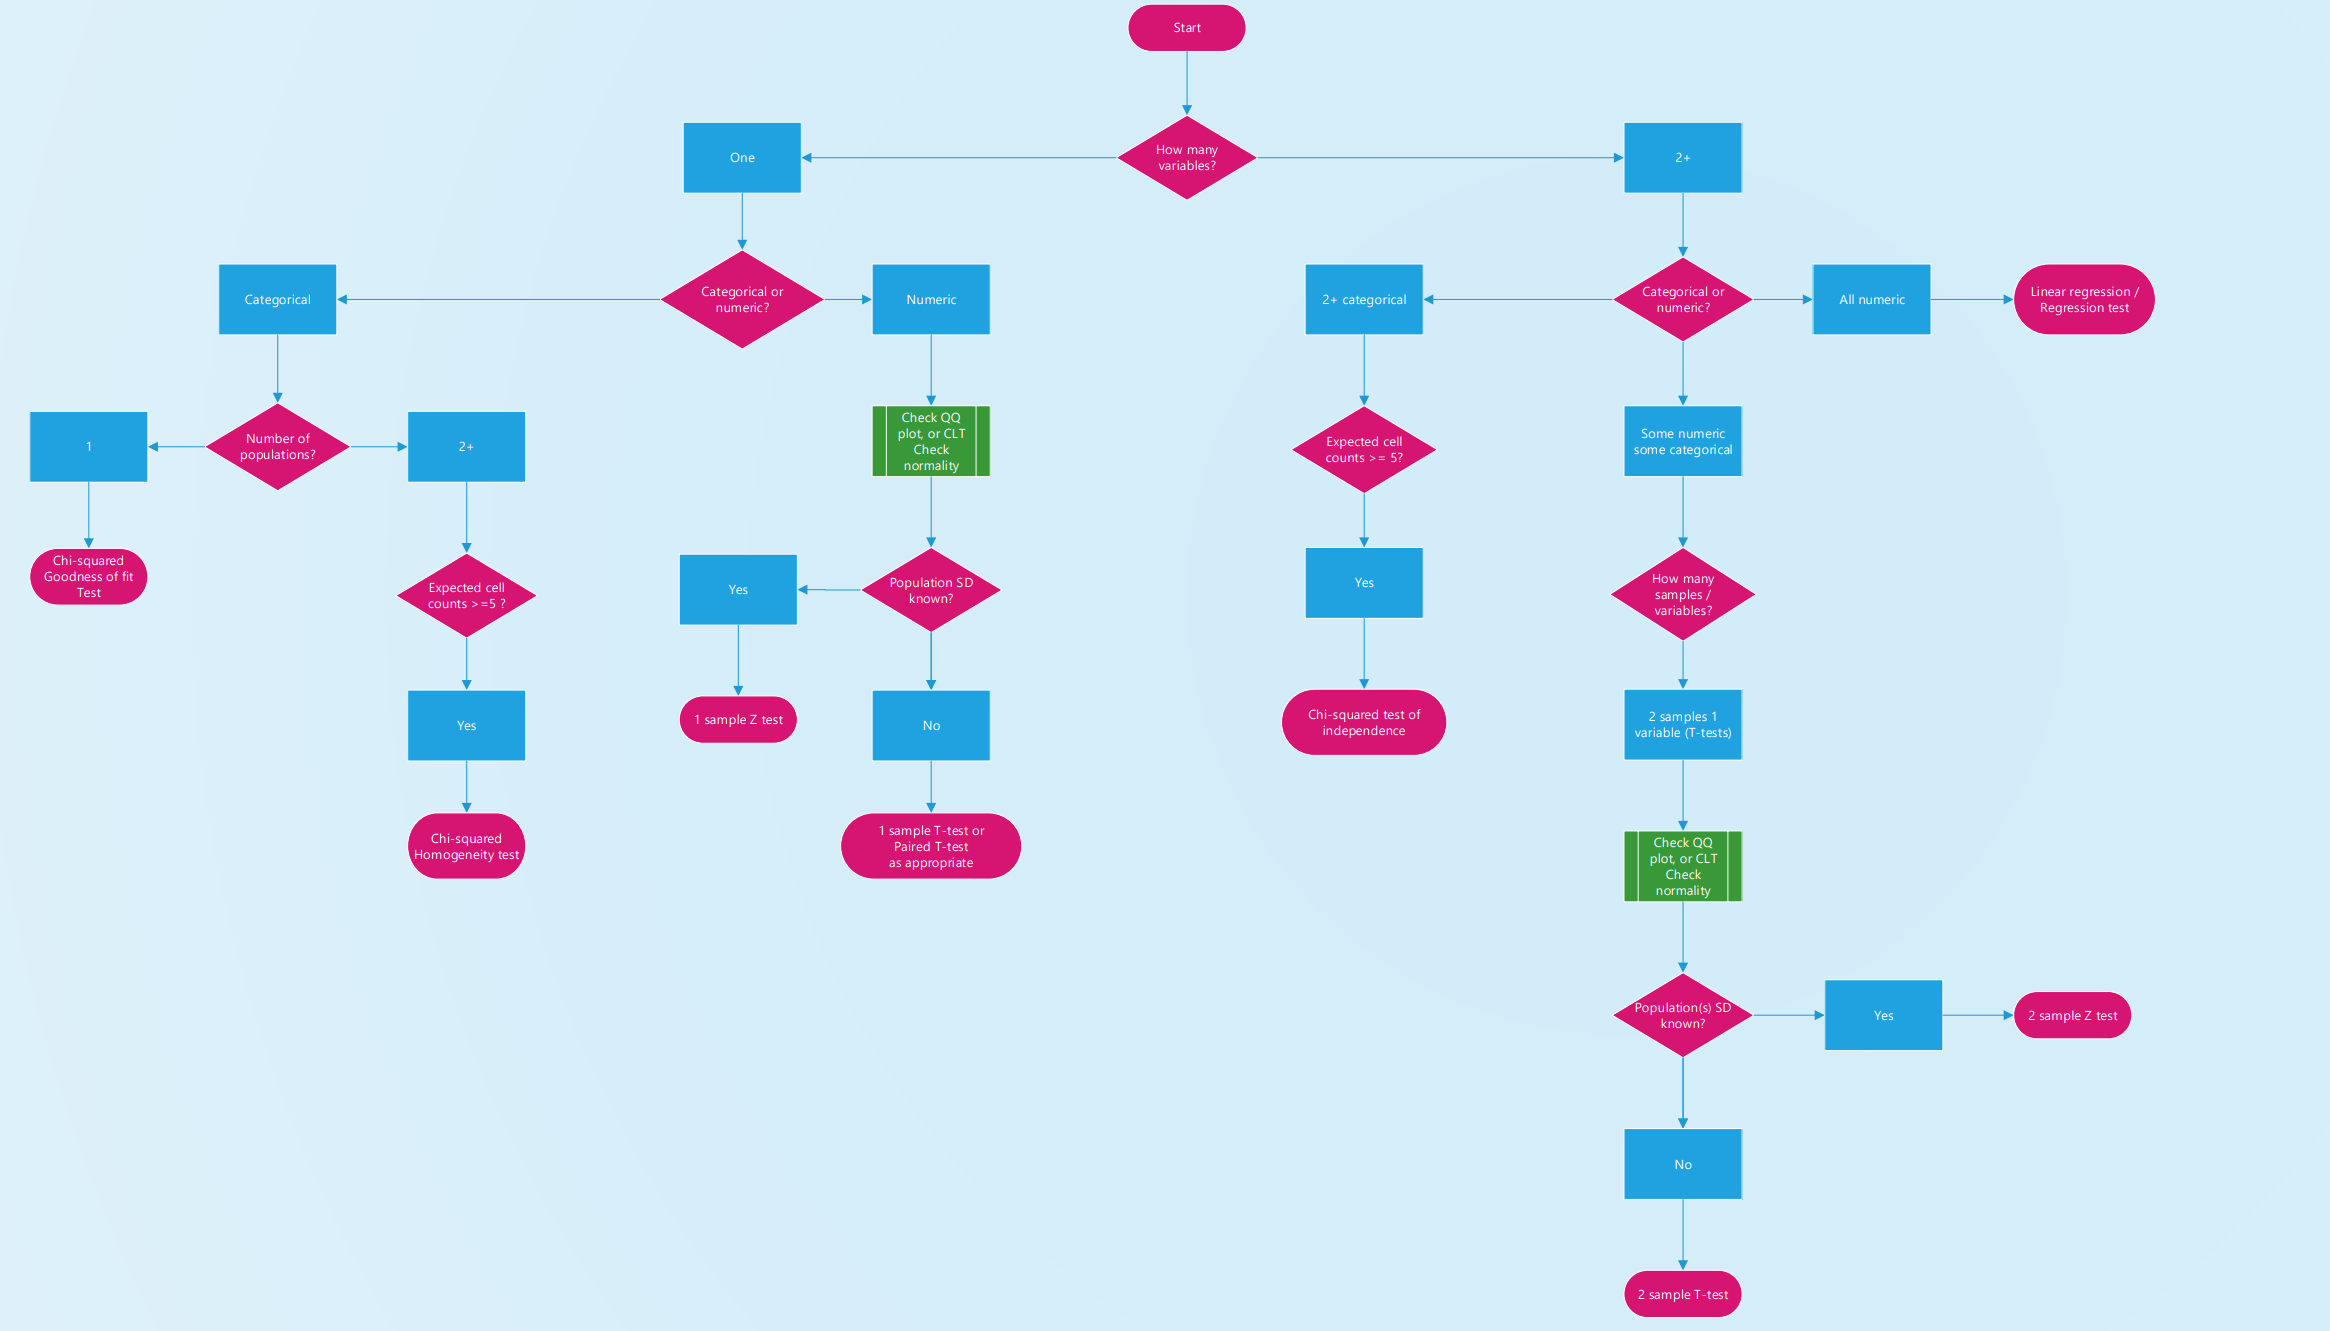 Start
How many
variables?
One
2+
Categorical or
numeric?
Categorical
Numeric
2+ categorical
Categorical or
numeric?
All numeric
Linear regression /
Regression test
1
Number of
populations?
2+
Check QQ
plot, or CLT
Check
normality
Expected cell
counts >= 5?
Some numeric
some categorical
Chi-squared
Goodness of fit
Test
Expected cell
counts >=5 ?
Yes
Population SD
known?
Yes
How many
samples /
variables?
Yes
1 sample Z test
No
Chi-squared test of
independence
2 samples 1
variable (T-tests)
Chi-squared
Homogeneity test
1 sample T-test or
Paired T-test
as appropriate
Check QQ
plot, or CLT
Check
normality
Population(s) SD
known?
Yes
2 sample Z test
No
2 sample T-test